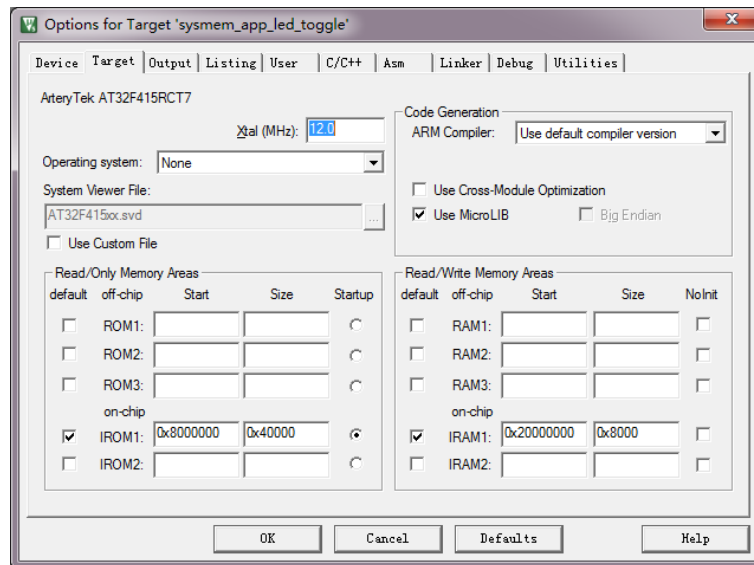 Options for Target 'sysmem_app_led_toggle'
Device Target Output Listing User C/C++ Asm Linker Debug Utilities
ArteryTek AT32F415RCT7
Xtal (MHz): 12.0
Operating system: None
System Viewer File:
AT32F415xx.svd ...
Use Custom File
Code Generation
ARM Compiler: Use default compiler version
Use Cross-Module Optimization
Use MicroLIB Big Endian
Read/Only Memory Areas
default off-chip Start Size Startup
ROM1:
ROM2:
ROM3:
on-chip
IROM1: 0x8000000 0x40000
IROM2:
Read/Write Memory Areas
default off-chip Start Size NoInit
RAM1:
RAM2:
RAM3:
on-chip
IRAM1: 0x20000000 0x8000
IRAM2:
OK Cancel Defaults Help